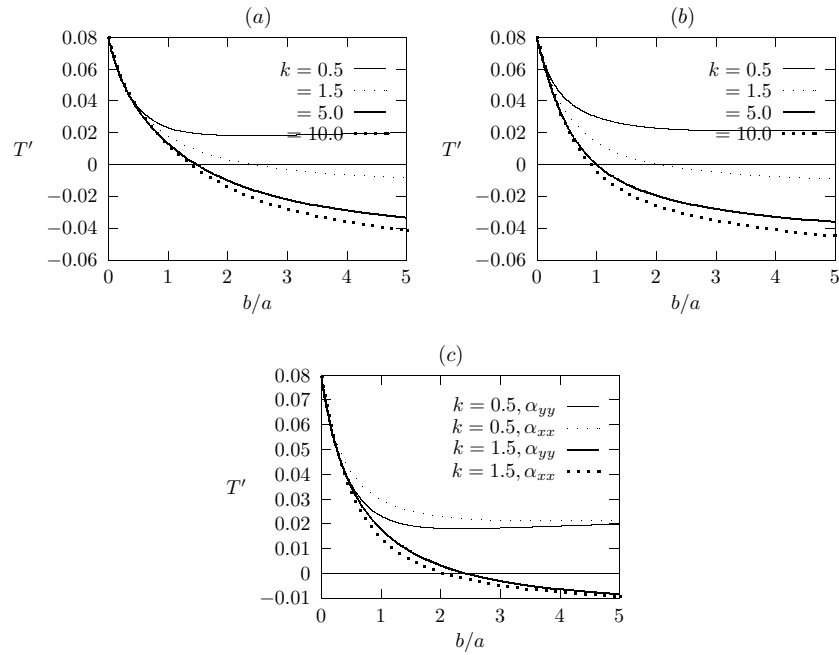 (a)
0.08
0.06
0.04
0.02
0
−0.02
−0.04
−0.06
T′
k = 0.5
= 1.5
= 5.0
= 10.0
0 1 2 3 4 5
b/a
(b)
0.08
0.06
0.04
0.02
0
−0.02
−0.04
−0.06
T′
k = 0.5
= 1.5
= 5.0
= 10.0
0 1 2 3 4 5
b/a
(c)
0.08
0.07
0.06
0.05
0.04
0.03
0.02
0.01
0
−0.01
T′
k = 0.5, αyy
k = 0.5, αxx
k = 1.5, αyy
k = 1.5, αxx
0 1 2 3 4 5
b/a